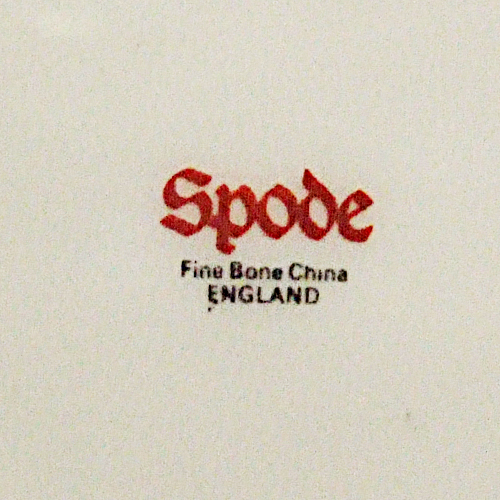 Spode
Fine Bone China
ENGLAND